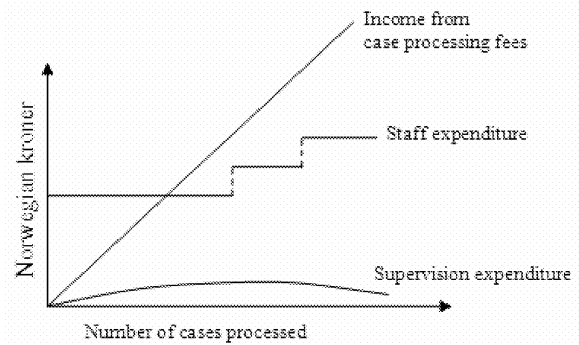 Income from
case processing fees
Staff expenditure
Norwegian kroner
Supervision expenditure
Number of cases processed